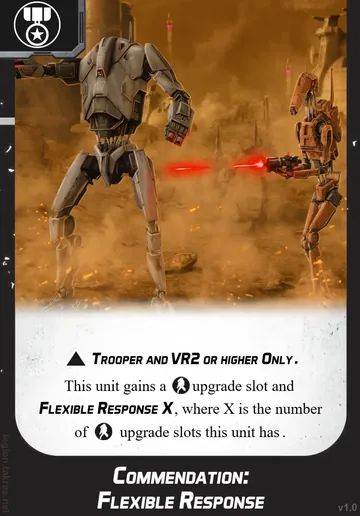 ▲ TROOPER AND VR2 OR HIGHER ONLY.
This unit gains a upgrade slot and
FLEXIBLE RESPONSE X, where X is the number
of upgrade slots this unit has.
COMMENDATION:
FLEXIBLE RESPONSE
v1.0